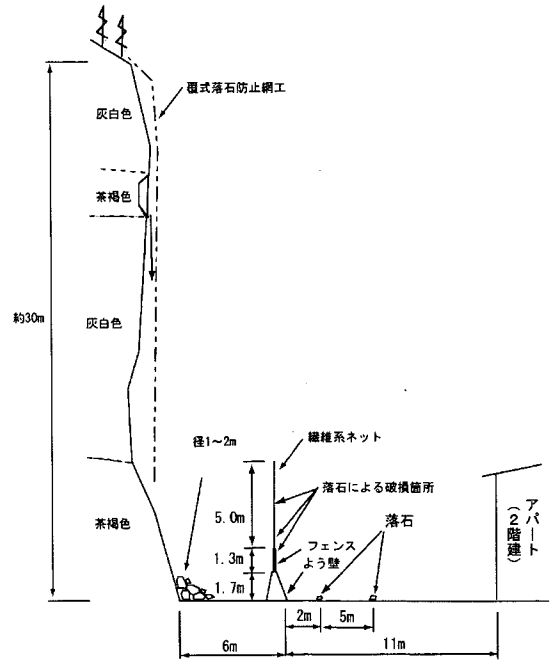 覆式落石防止網工
灰白色
茶褐色
約30m
灰白色
径1~2m
繊維系ネット
落石による破損箇所
5.0m
落石
アパート
(2階建)
茶褐色
1.3m
フェンス
よう壁
1.7m
2m
5m
6m
11m